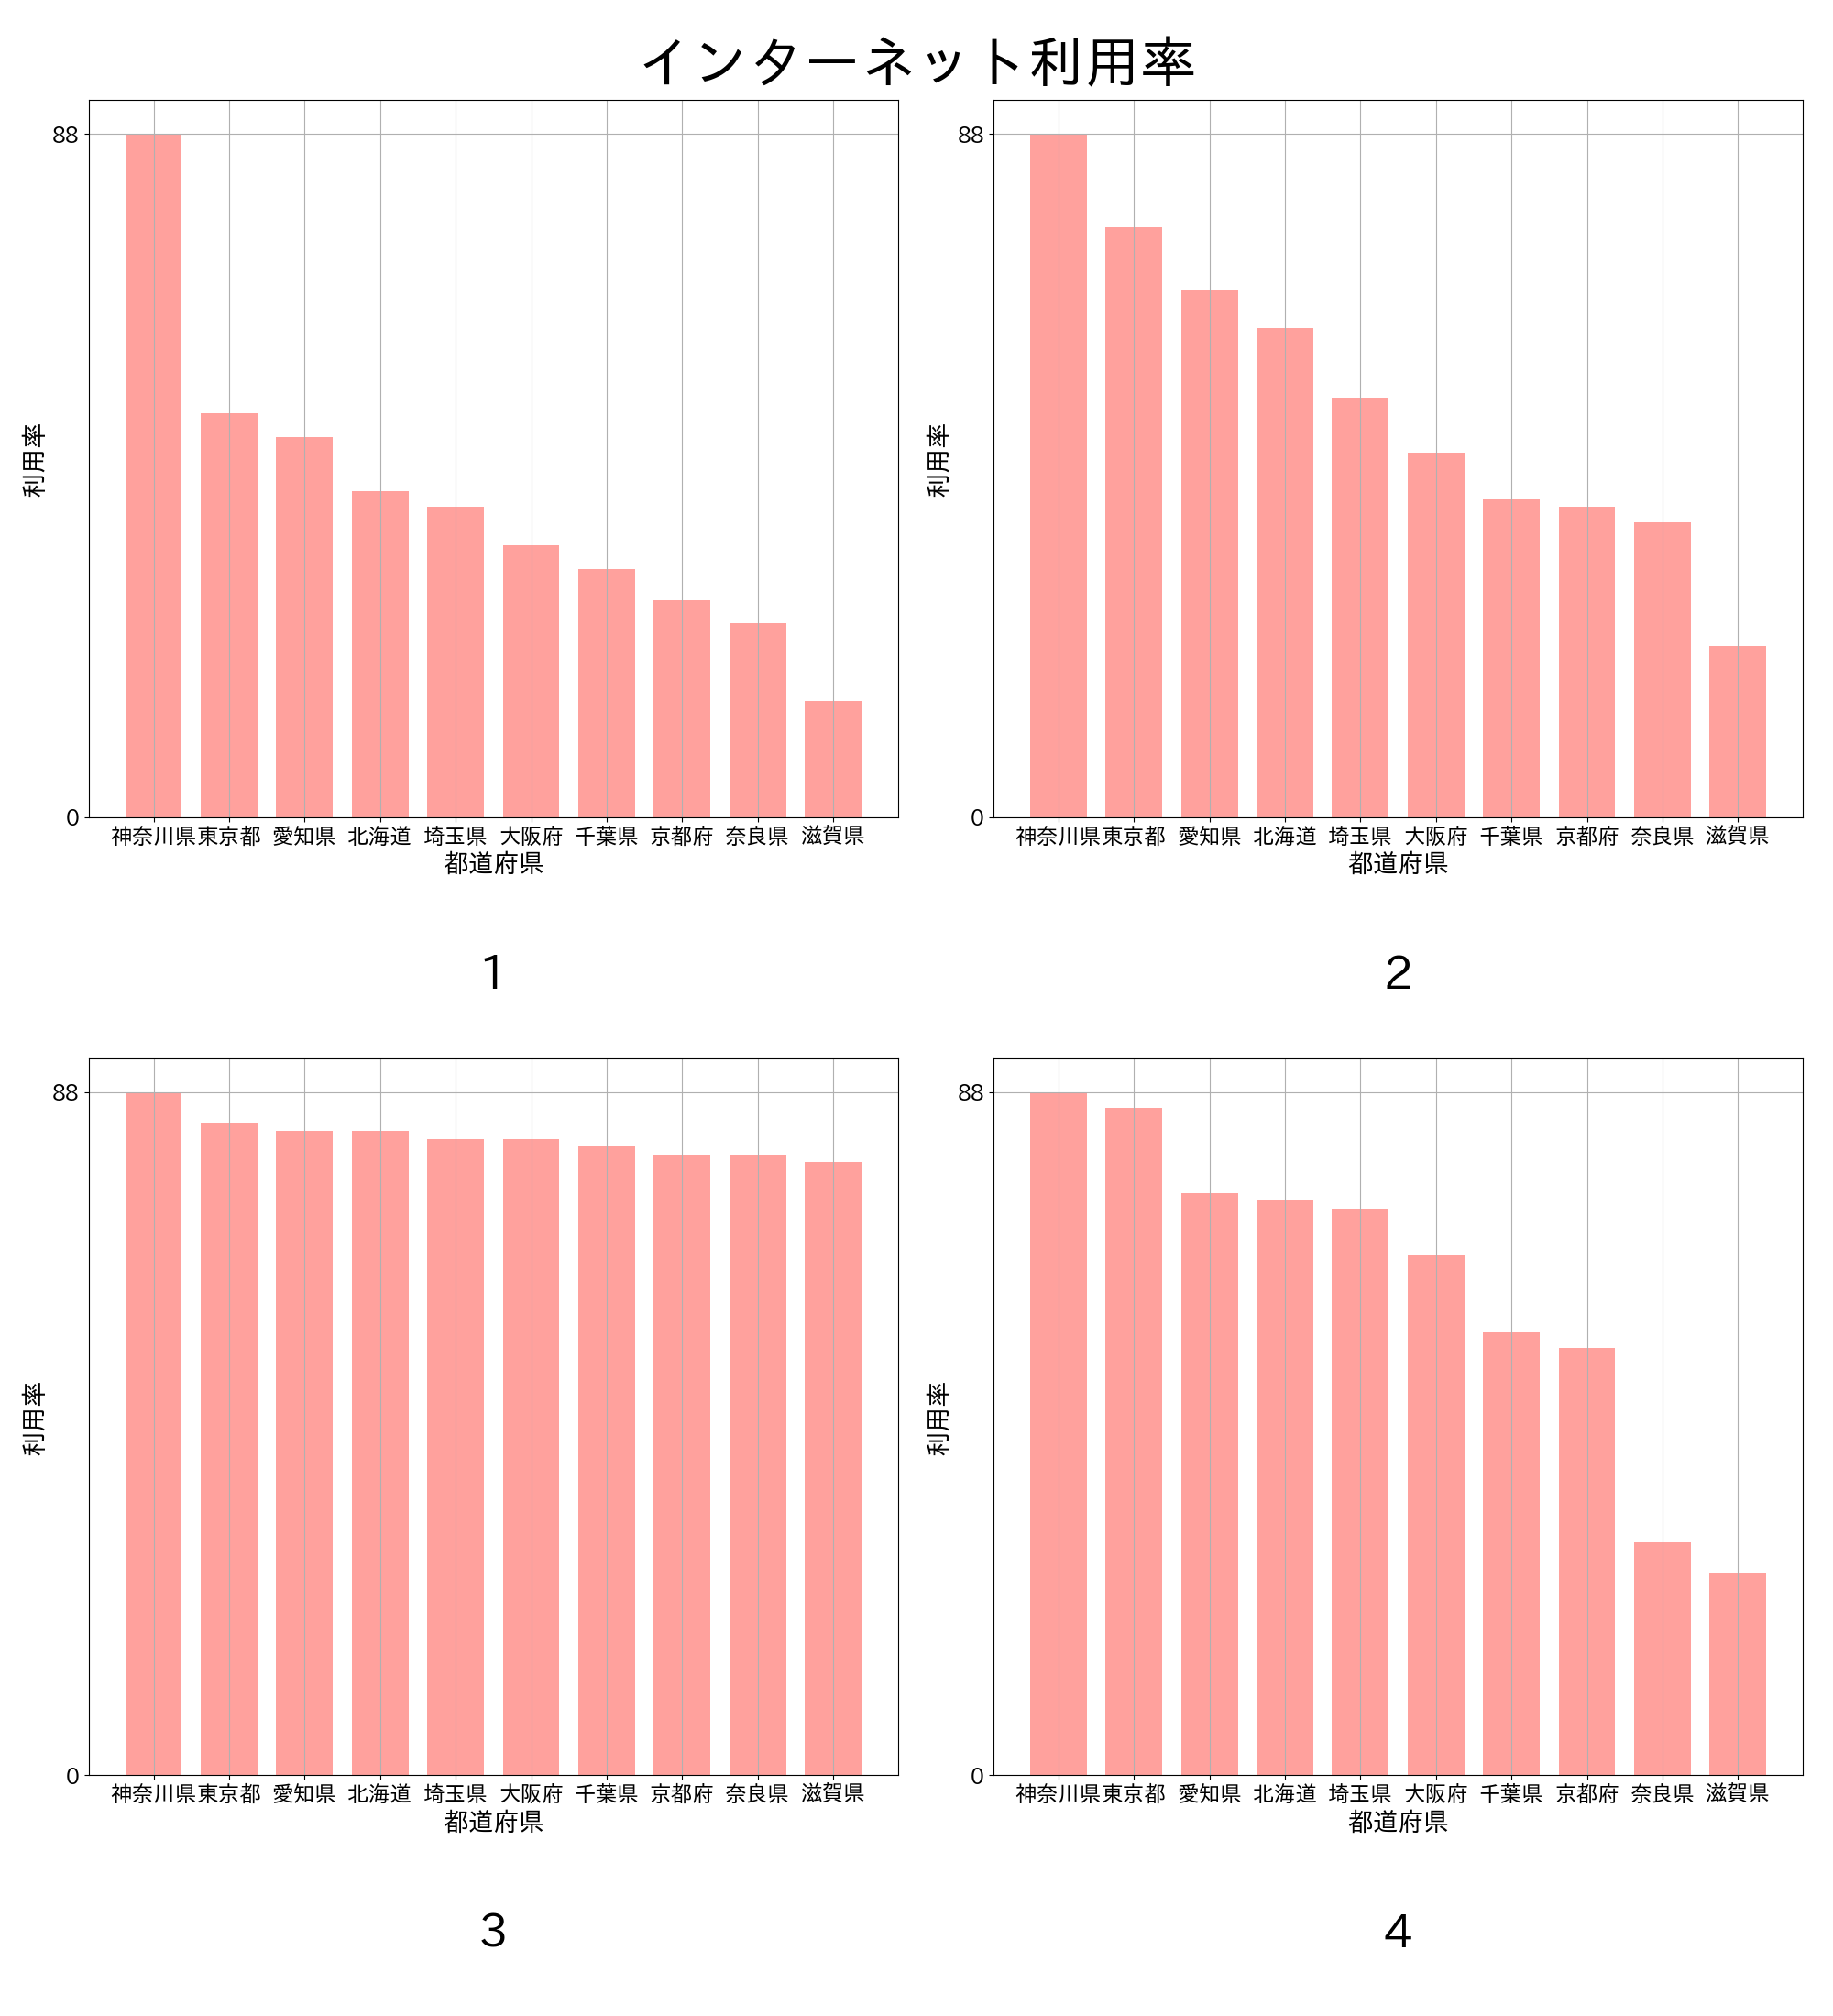 インターネット利用率
88
0
利用率
神奈川県 東京都 愛知県 北海道 埼玉県 大阪府 千葉県 京都府 奈良県 滋賀県
都道府県
1
88
0
利用率
神奈川県 東京都 愛知県 北海道 埼玉県 大阪府 千葉県 京都府 奈良県 滋賀県
都道府県
2
88
0
利用率
神奈川県 東京都 愛知県 北海道 埼玉県 大阪府 千葉県 京都府 奈良県 滋賀県
都道府県
3
88
0
利用率
神奈川県 東京都 愛知県 北海道 埼玉県 大阪府 千葉県 京都府 奈良県 滋賀県
都道府県
4